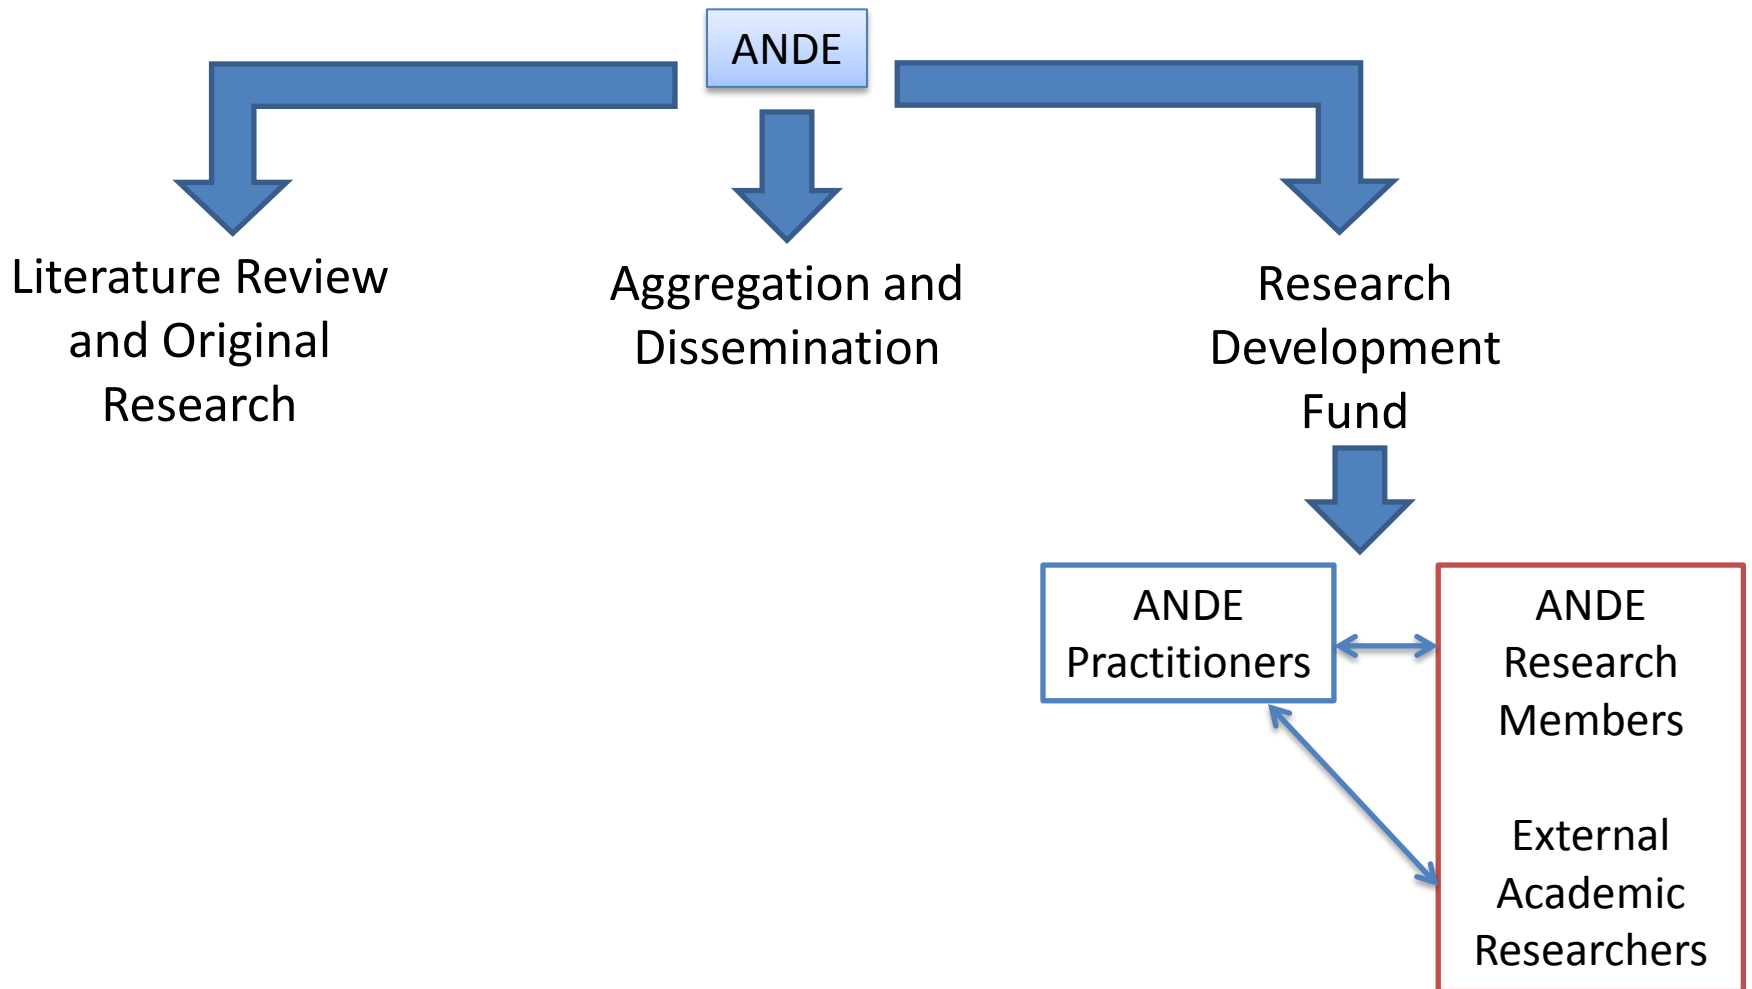 ANDE
Literature Review
and Original
Research
Aggregation and
Dissemination
Research
Development
Fund
ANDE
Practitioners
ANDE
Research
Members
External
Academic
Researchers